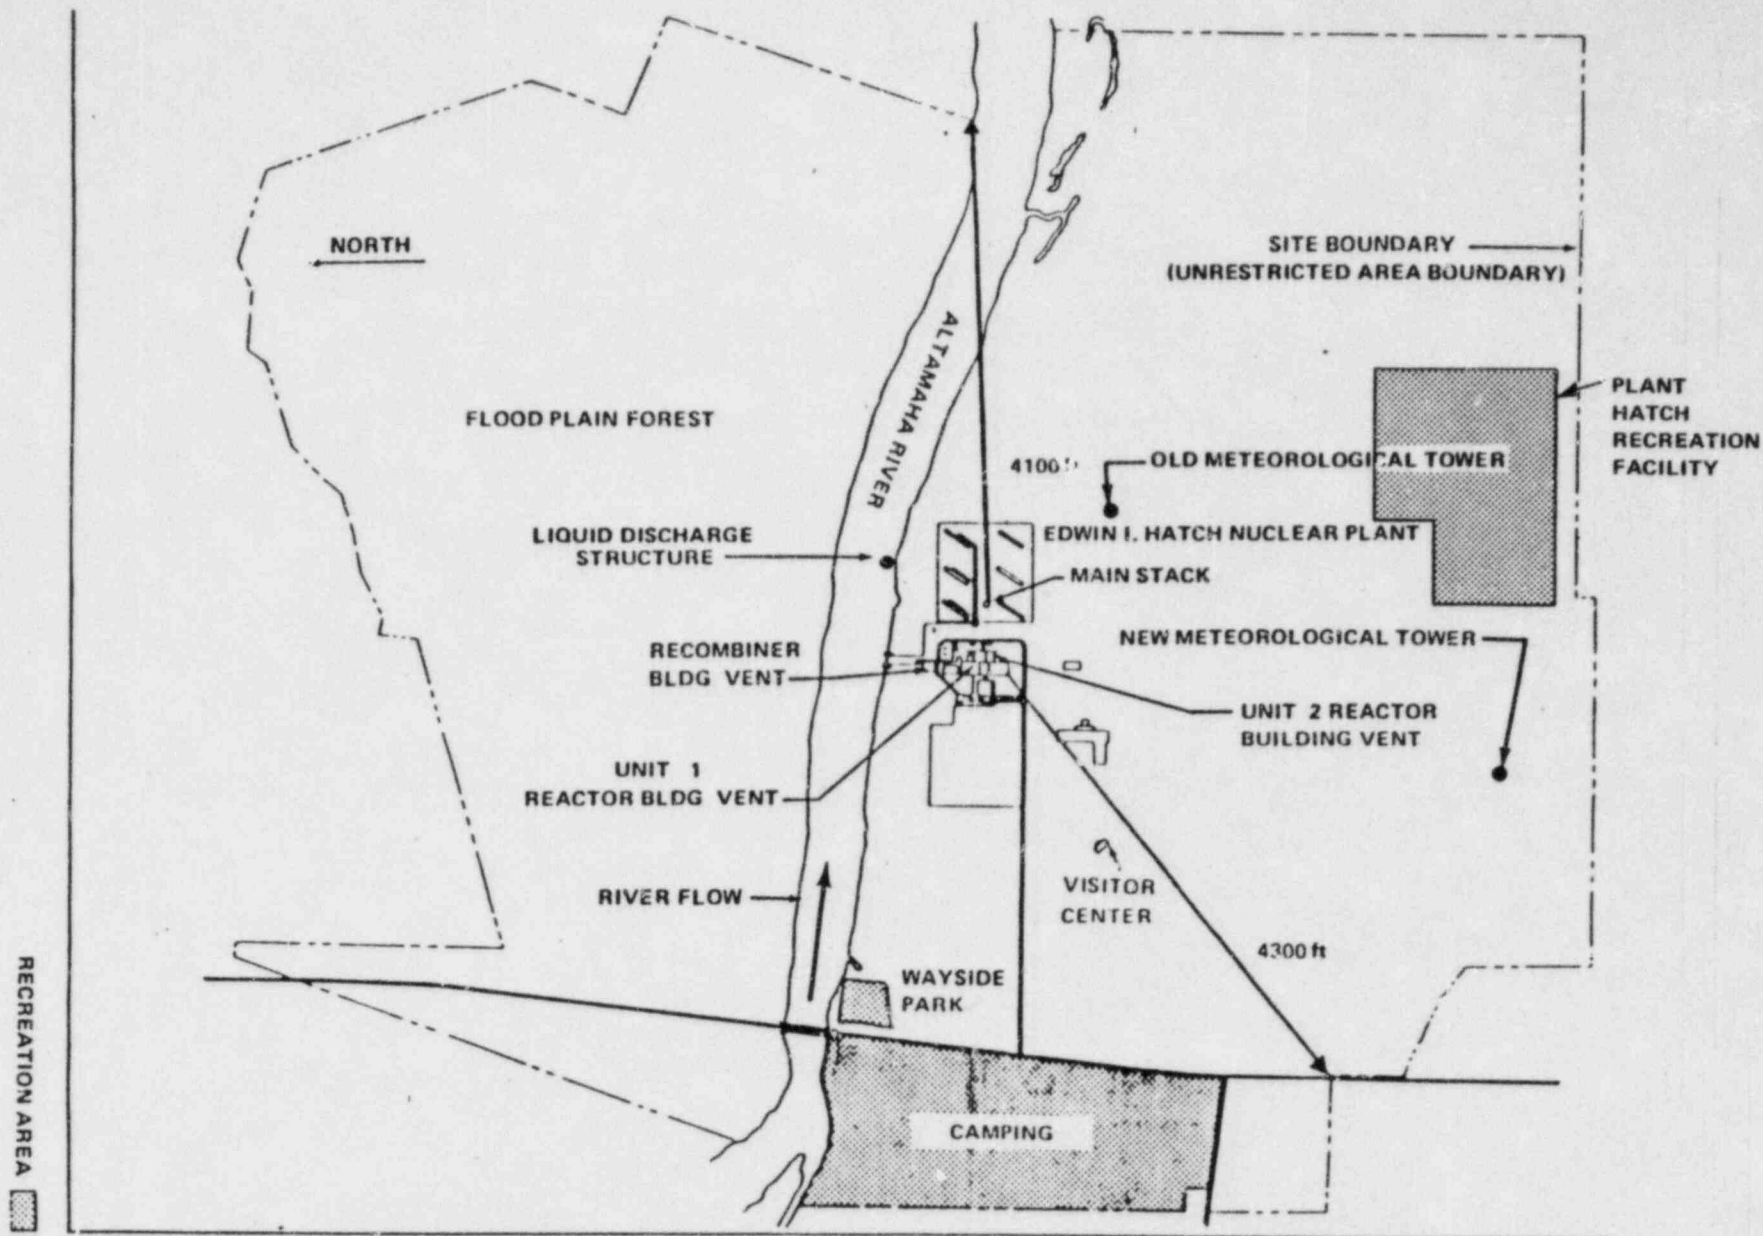 NORTH
SITE BOUNDARY
(UNRESTRICTED AREA BOUNDARY)
ALTAMAHA RIVER
PLANT
HATCH
RECREATION
FACILITY
FLOOD PLAIN FOREST
4100 ft
OLD METEOROLOGICAL TOWER
LIQUID DISCHARGE
STRUCTURE
EDWIN I. HATCH NUCLEAR PLANT
MAIN STACK
RECOMBINER
BLDG VENT
NEW METEOROLOGICAL TOWER
UNIT 2 REACTOR
BUILDING VENT
UNIT 1
REACTOR BLDG VENT
RIVER FLOW
VISITOR
CENTER
4300 ft
WAYSIDE
PARK
CAMPING
RECREATION AREA